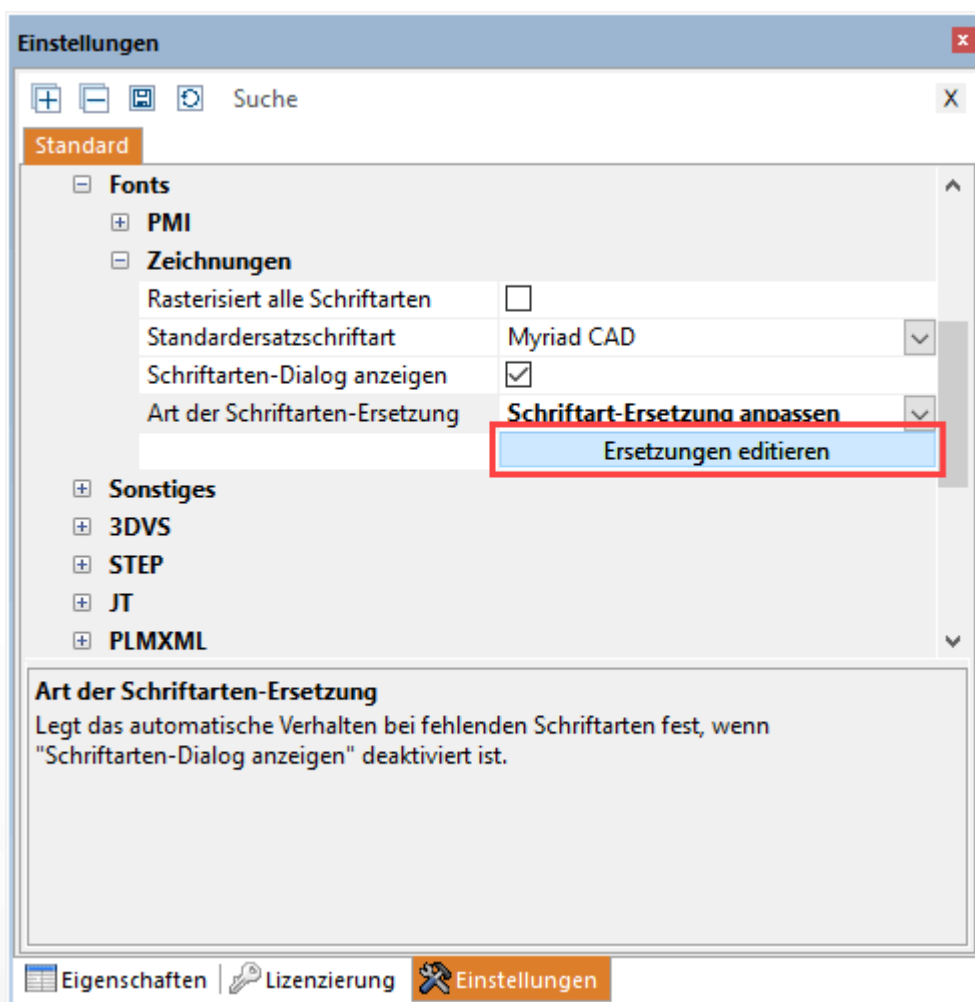 Einstellungen
x
Suche
X
Standard
Fonts
PMI
Zeichnungen
Rasterisiert alle Schriftarten
Standardersatzschriftart Myriad CAD
Schriftarten-Dialog anzeigen
Art der Schriftarten-Ersetzung Schriftart-Ersetzung anpassen
Ersetzungen editieren
Sonstiges
3DVS
STEP
JT
PLMXML
Art der Schriftarten-Ersetzung
Legt das automatische Verhalten bei fehlenden Schriftarten fest, wenn
"Schriftarten-Dialog anzeigen" deaktiviert ist.
Eigenschaften Lizenzierung Einstellungen